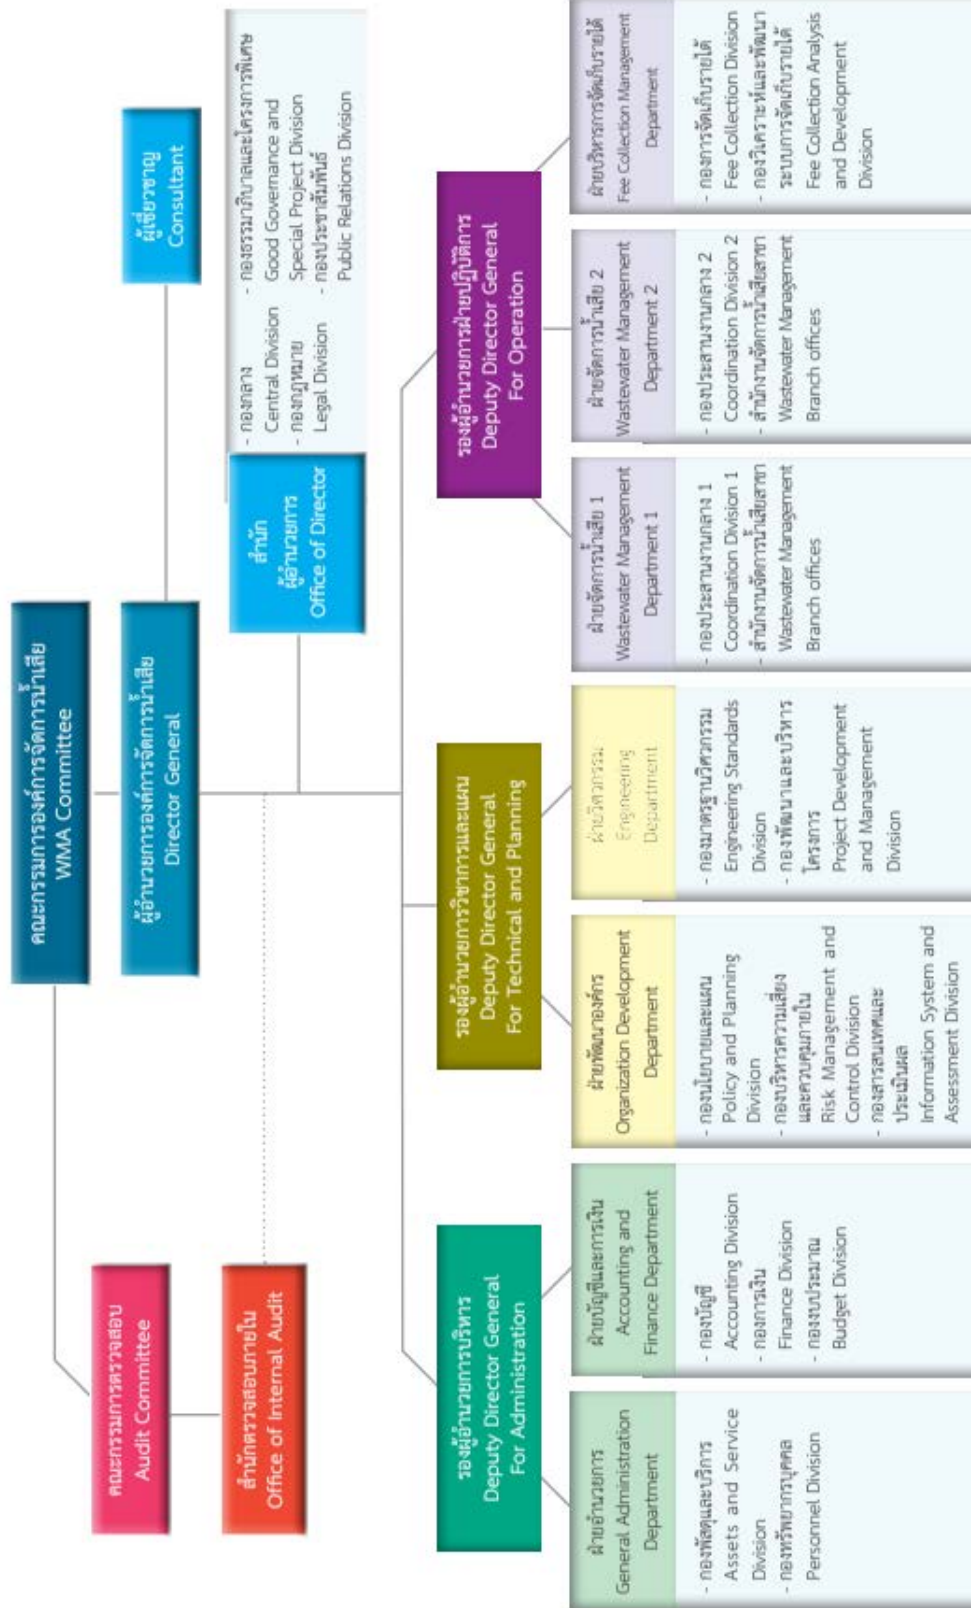 คณะกรรมการองค์การจัดการน้ำเสีย
WMA Committee
ผู้อำนวยการองค์การจัดการน้ำเสีย
Director General
ผู้เชี่ยวชาญ
Consultant
คณะกรรมการตรวจสอบ
Audit Committee
สำนักตรวจสอบภายใน
Office of Internal Audit
สำนัก
ผู้อำนวยการ
Office of Director
- กองกลาง
Central Division
- กองกฎหมาย
Legal Division
- กองธรรมาภิบาลและโครงการพิเศษ
Good Governance and
Special Project Division
- กองประชาสัมพันธ์
Public Relations Division
รองผู้อำนวยการบริหาร
Deputy Director General
For Administration
รองผู้อำนวยการวิชาการและแผน
Deputy Director General
For Technical and Planning
รองผู้อำนวยการฝ่ายปฏิบัติการ
Deputy Director General
For Operation
ฝ่ายอำนวยการ
General Administration
Department
- กองพัสดุและบริการ
Assets and Service
Division
- กองทรัพยากรบุคคล
Personnel Division
ฝ่ายบัญชีและการเงิน
Accounting and
Finance Department
- กองบัญชี
Accounting Division
- กองการเงิน
Finance Division
- กองงบประมาณ
Budget Division
ฝ่ายพัฒนาองค์กร
Organization Development
Department
- กองนโยบายและแผน
Policy and Planning
Division
- กองบริหารความเสี่ยง
และควบคุมภายใน
Risk Management and
Control Division
- กองสารสนเทศและ
ประเมินผล
Information System and
Assessment Division
ฝ่ายวิศวกรรม
Engineering
Department
- กองมาตรฐานวิศวกรรม
Engineering Standards
Division
- กองพัฒนาและบริหาร
โครงการ
Project Development
and Management
Division
ฝ่ายจัดการน้ำเสีย 1
Wastewater Management
Department 1
- กองประสานงานกลาง 1
Coordination Division 1
- สำนักงานจัดการน้ำเสียสาขา
Wastewater Management
Branch offices
ฝ่ายจัดการน้ำเสีย 2
Wastewater Management
Department 2
- กองประสานงานกลาง 2
Coordination Division 2
- สำนักงานจัดการน้ำเสียสาขา
Wastewater Management
Branch offices
ฝ่ายบริหารการจัดเก็บรายได้
Fee Collection Management
Department
- กองการจัดเก็บรายได้
Fee Collection Division
- กองวิเคราะห์และพัฒนา
ระบบการจัดเก็บรายได้
Fee Collection Analysis
and Development
Division